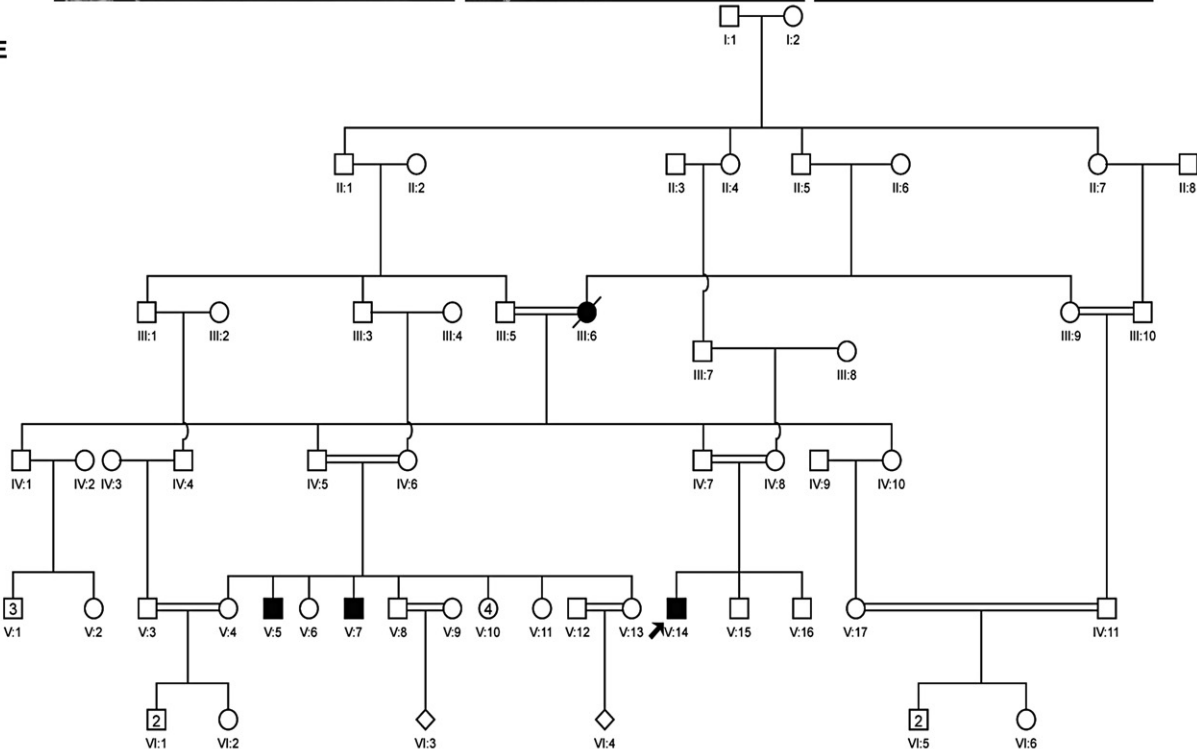 E
I:1 I:2
II:1 II:2 II:3 II:4 II:5 II:6 II:7 II:8
III:1 III:2 III:3 III:4 III:5 III:6 III:9 III:10
III:7 III:8
IV:1 IV:2 IV:3 IV:4 IV:5 IV:6 IV:7 IV:8 IV:9 IV:10
3 4
V:1 V:2 V:3 V:4 V:5 V:6 V:7 V:8 V:9 V:10 V:11 V:12 V:13 V:14 V:15 V:16 V:17 IV:11
2 2
VI:1 VI:2 VI:3 VI:4 VI:5 VI:6